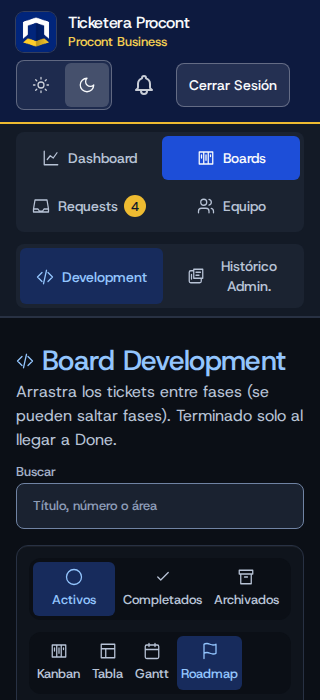 Ticketera Procont
Procont Business
Cerrar Sesión
Dashboard
Boards
Requests 4
Equipo
Development
Histórico
Admin.
Board Development
Arrastra los tickets entre fases (se
pueden saltar fases). Terminado solo al
llegar a Done.
Buscar
Título, número o área
Activos
Completados
Archivados
Kanban
Tabla
Gantt
Roadmap